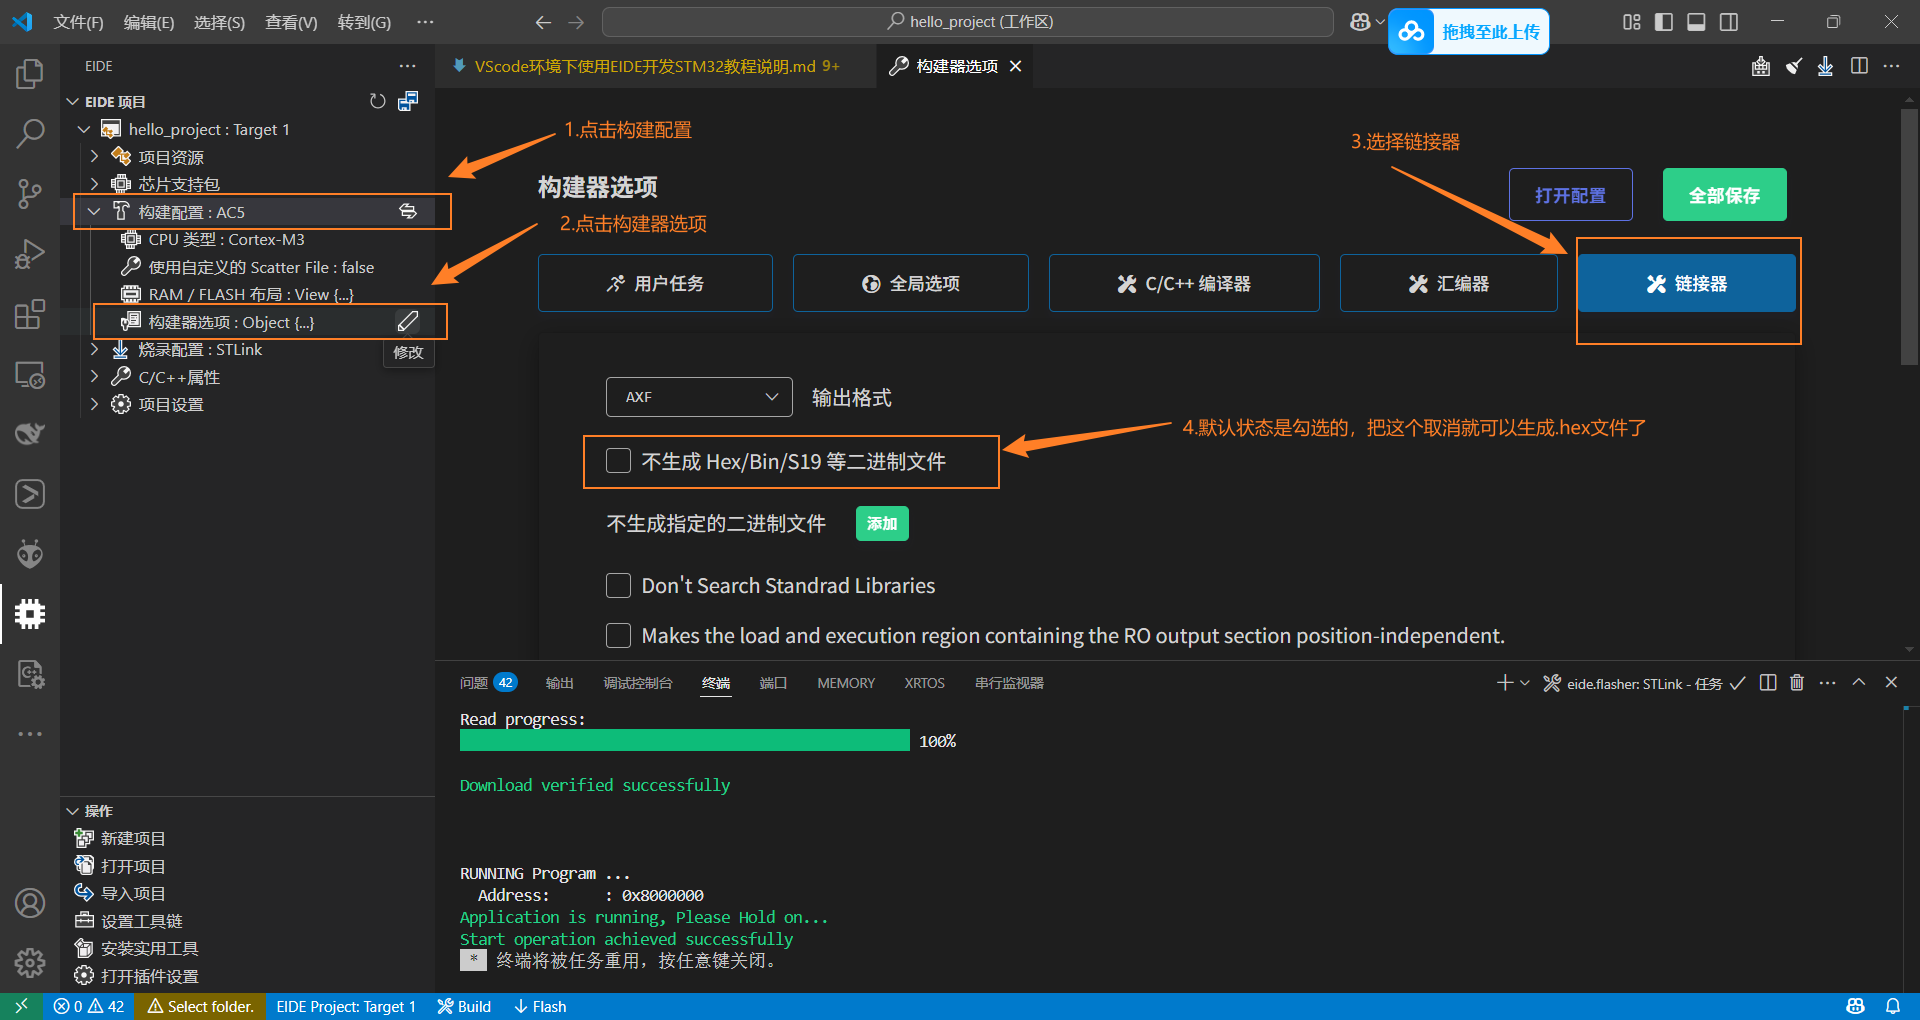 文件(F) 编辑(E) 选择(S) 查看(V) 转到(G) ···
hello_project (工作区)
拖拽至此上传
EIDE
VScode环境下使用EIDE开发STM32教程说明.md 9+
构建器选项
EIDE 项目
hello_project : Target 1
项目资源
芯片支持包
构建配置 : AC5
CPU 类型 : Cortex-M3
使用自定义的 Scatter File : false
RAM / FLASH 布局 : View {...}
构建器选项 : Object {...}
修改
烧录配置 : STLink
C/C++属性
项目设置
1.点击构建配置
2.点击构建器选项
3.选择链接器
构建器选项
打开配置
全部保存
用户任务
全局选项
C/C++ 编译器
汇编器
链接器
AXF
输出格式
4.默认状态是勾选的，把这个取消就可以生成.hex文件了
不生成 Hex/Bin/S19 等二进制文件
不生成指定的二进制文件
添加
Don't Search Standrad Libraries
Makes the load and execution region containing the RO output section position-independent.
问题 42 输出 调试控制台 终端 端口 MEMORY XRTOS 串行监视器
eide.flasher: STLink - 任务
Read progress:
100%
Download verified successfully
RUNNING Program ...
Address: : 0x8000000
Application is running, Please Hold on...
Start operation achieved successfully
* 终端将被任务重用，按任意键关闭。
操作
新建项目
打开项目
导入项目
设置工具链
安装实用工具
打开插件设置
0 42 Select folder. EIDE Project: Target 1 Build Flash